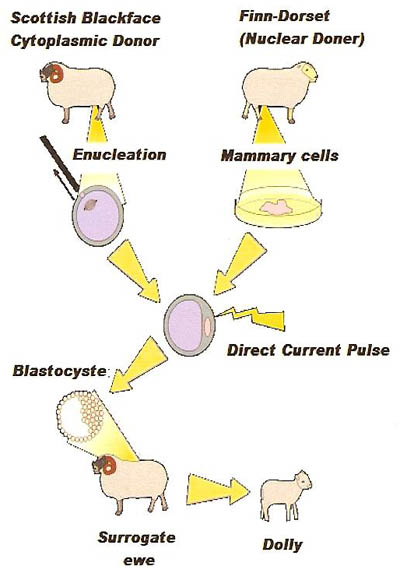 Scottish Blackface
Cytoplasmic Donor
Finn-Dorset
(Nuclear Doner)
Enucleation
Mammary cells
Direct Current Pulse
Blastocyste:
Surrogate
ewe
Dolly